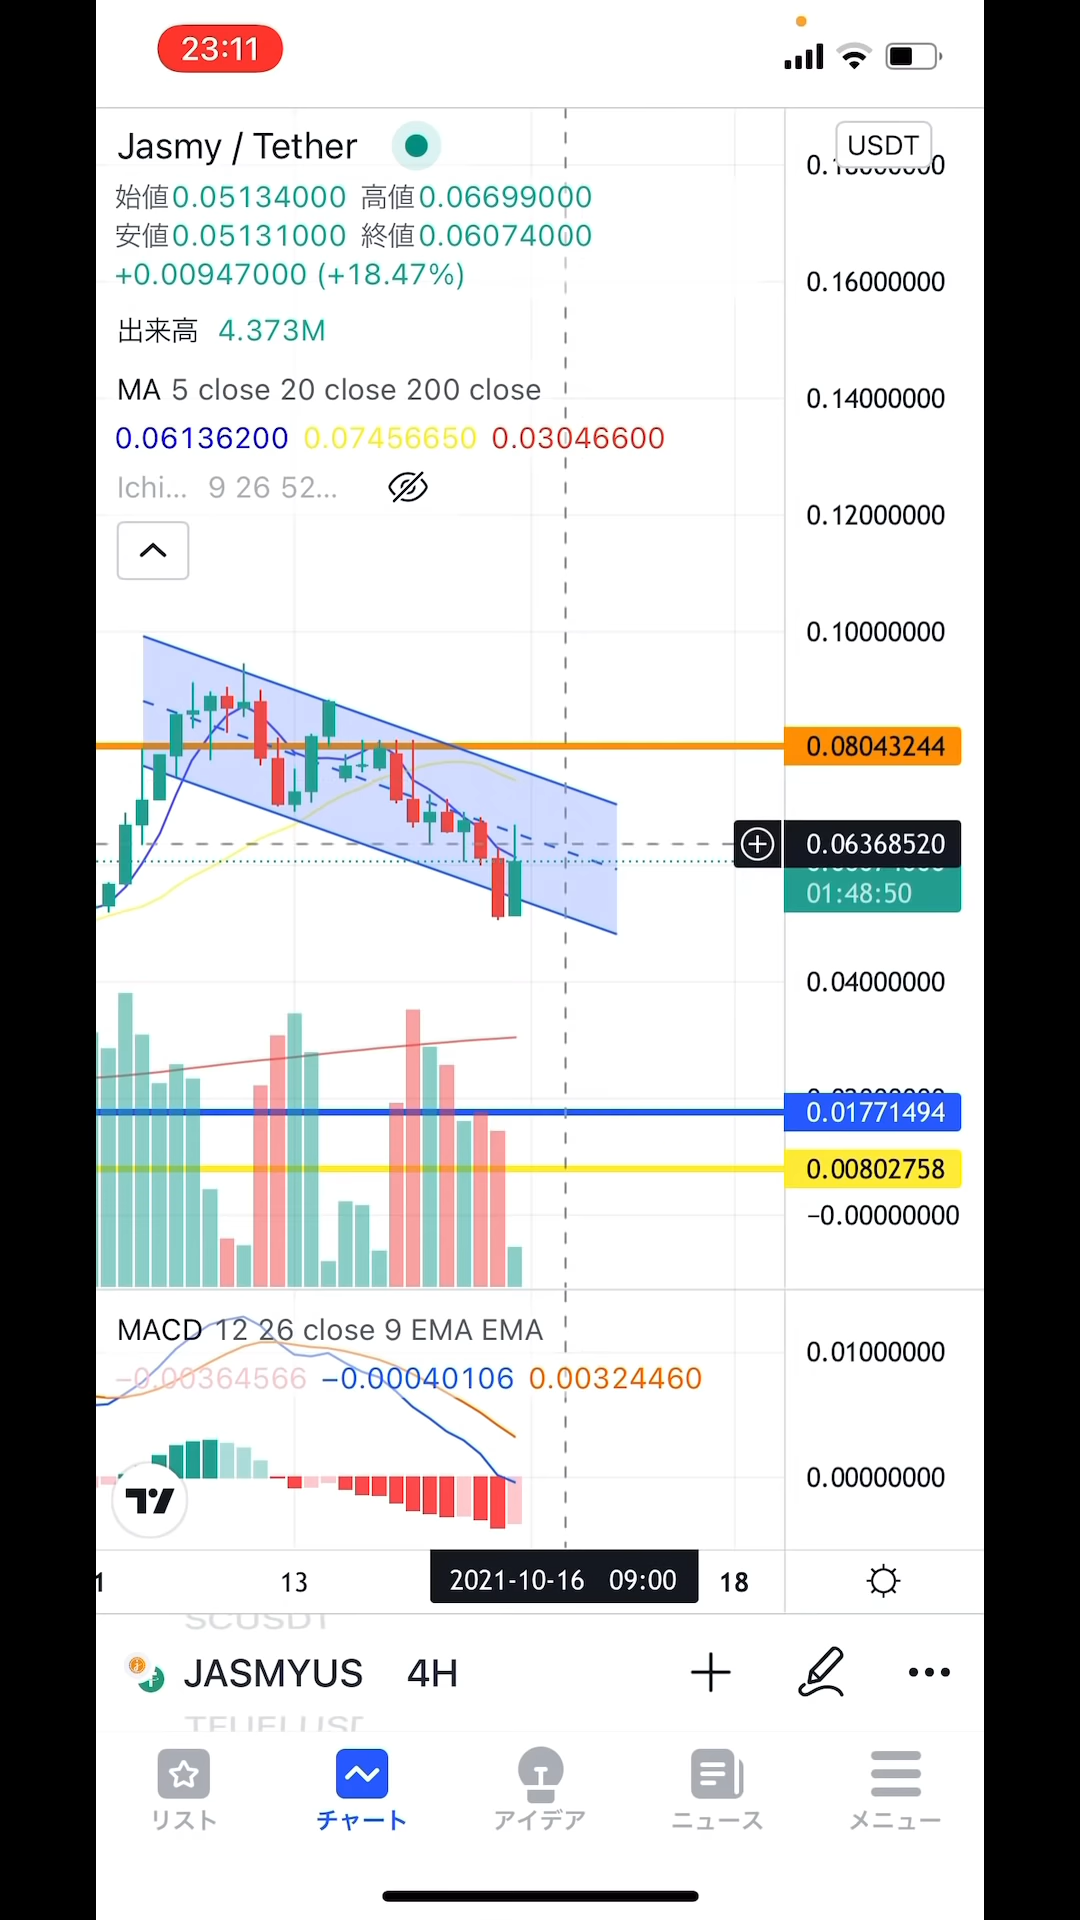 23:11
Jasmy / Tether
USDT
始値0.05134000 高値0.06699000
安値0.05131000 終値0.06074000
+0.00947000 (+18.47%)
出来高 4.373M
MA 5 close 20 close 200 close
0.06136200 0.07456650 0.03046600
Ichi... 9 26 52...
0.16000000
0.14000000
0.12000000
0.10000000
0.08043244
0.06368520
01:48:50
0.04000000
0.01771494
0.00802758
−0.00000000
MACD 12 26 close 9 EMA EMA
−0.00364566 −0.00040106 0.00324460
0.01000000
0.00000000
13
2021-10-16 09:00
18
JASMYUS 4H
リスト
チャート
アイデア
ニュース
メニュー